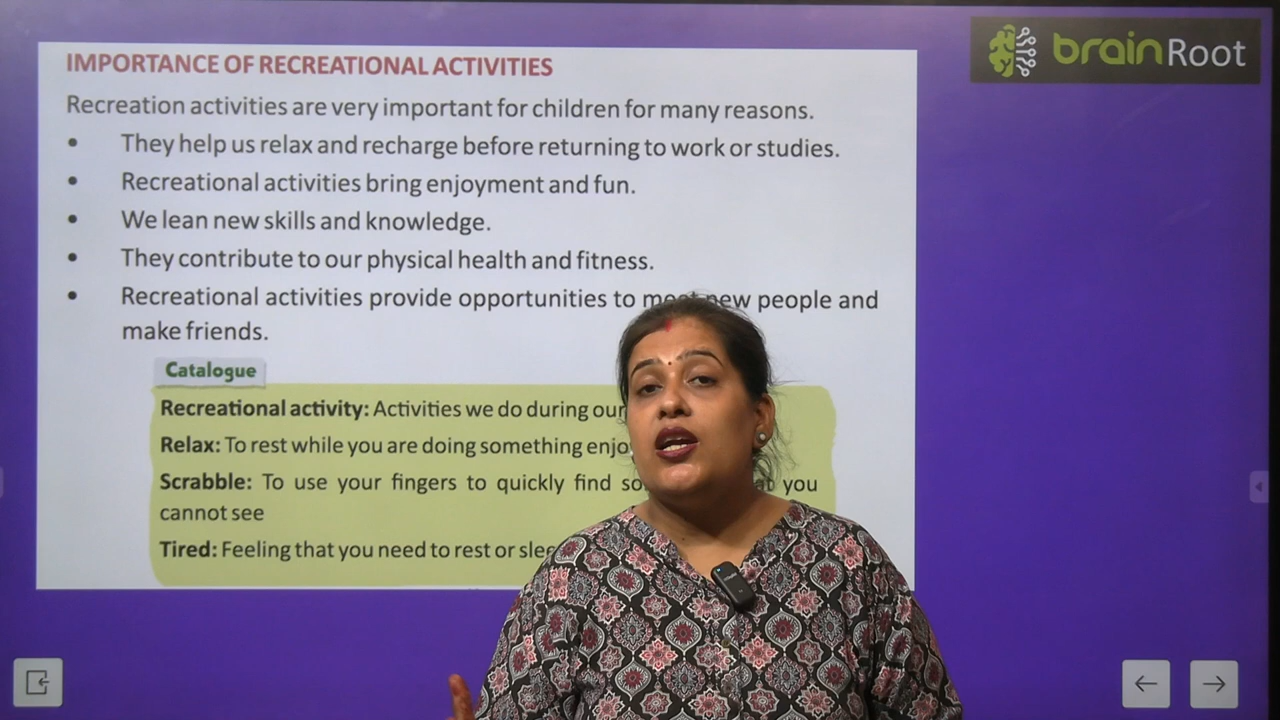 brainRoot
IMPORTANCE OF RECREATIONAL ACTIVITIES
Recreation activities are very important for children for many reasons.
• They help us relax and recharge before returning to work or studies.
• Recreational activities bring enjoyment and fun.
• We lean new skills and knowledge.
• They contribute to our physical health and fitness.
• Recreational activities provide opportunities to meet new people and
make friends.
Catalogue
Recreational activity: Activities we do during our
Relax: To rest while you are doing something
Scrabble: To use your fingers to quickly find you
cannot see
Tired: Feeling that you need to rest or